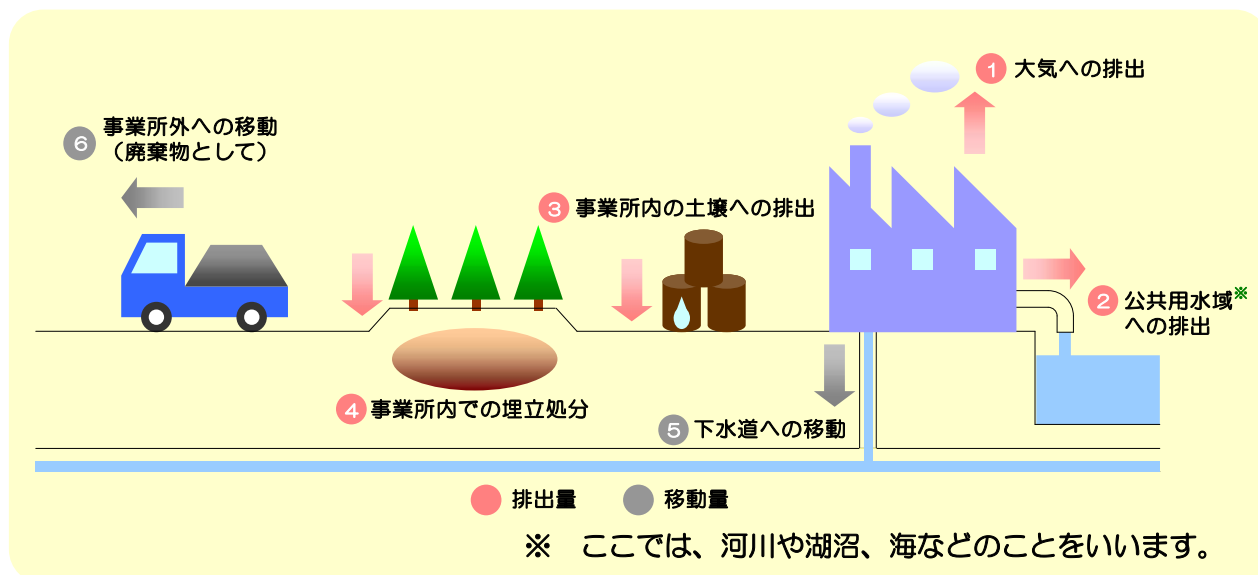 1 大気への排出
6 事業所外への移動
（廃棄物として）
3 事業所内の土壌への排出
2 公共用水域※
への排出
4 事業所内での埋立処分
5 下水道への移動
排出量 移動量
※ ここでは、河川や湖沼、海などのことをいいます。